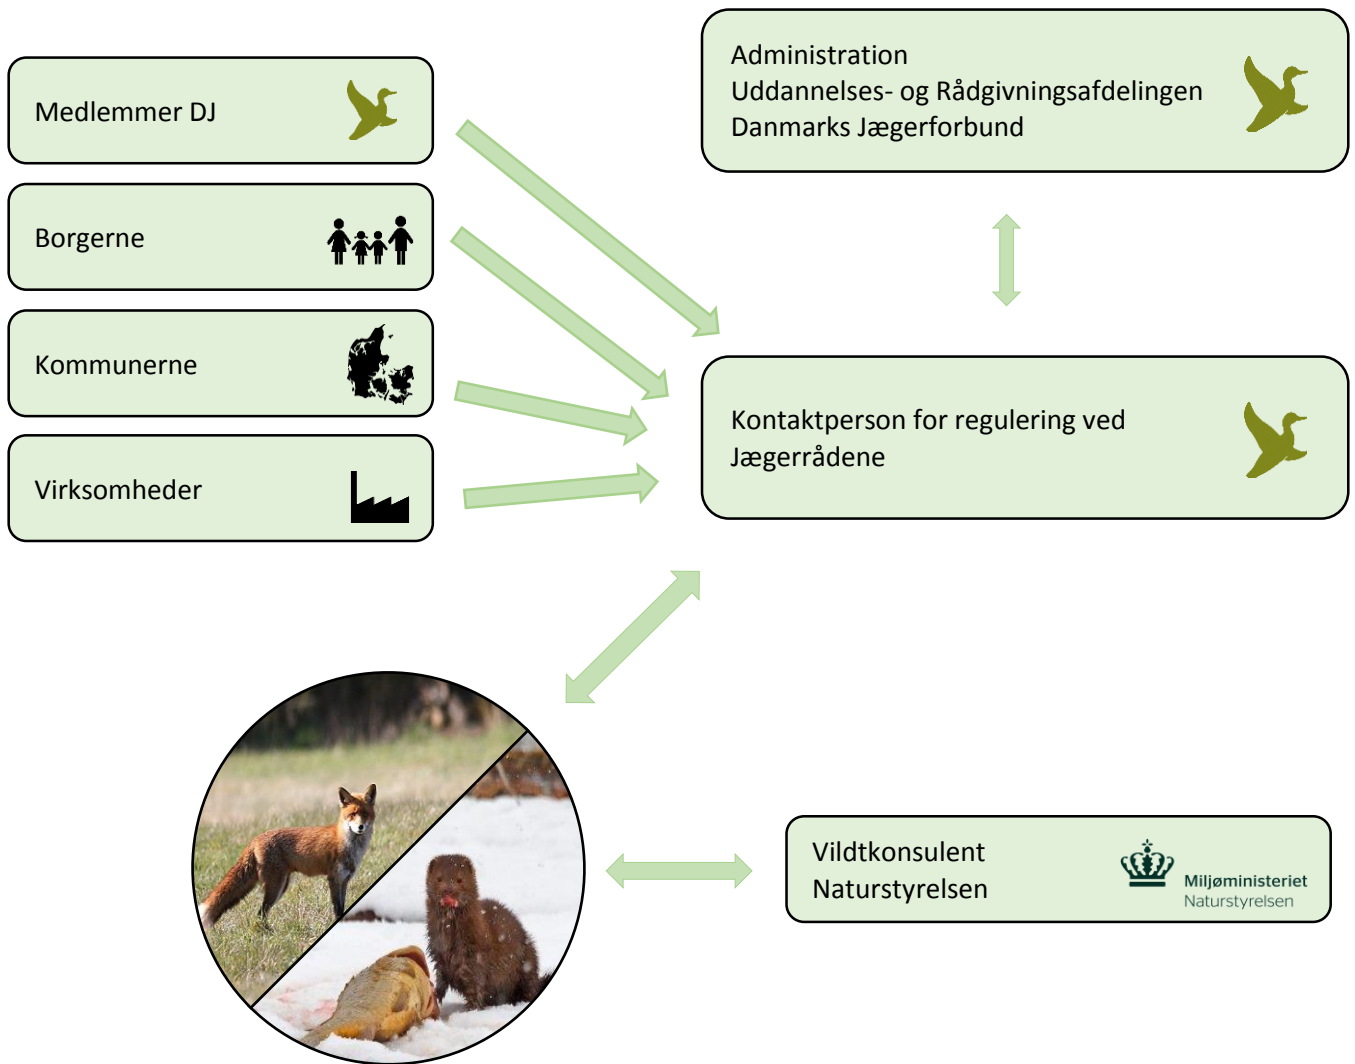 Medlemmer DJ
Borgerne
Kommunerne
Virksomheder
Administration
Uddannelses- og Rådgivningsafdelingen
Danmarks Jægerforbund
Kontaktperson for regulering ved
Jægerrådene
Vildtkonsulent
Naturstyrelsen
Miljøministeriet
Naturstyrelsen